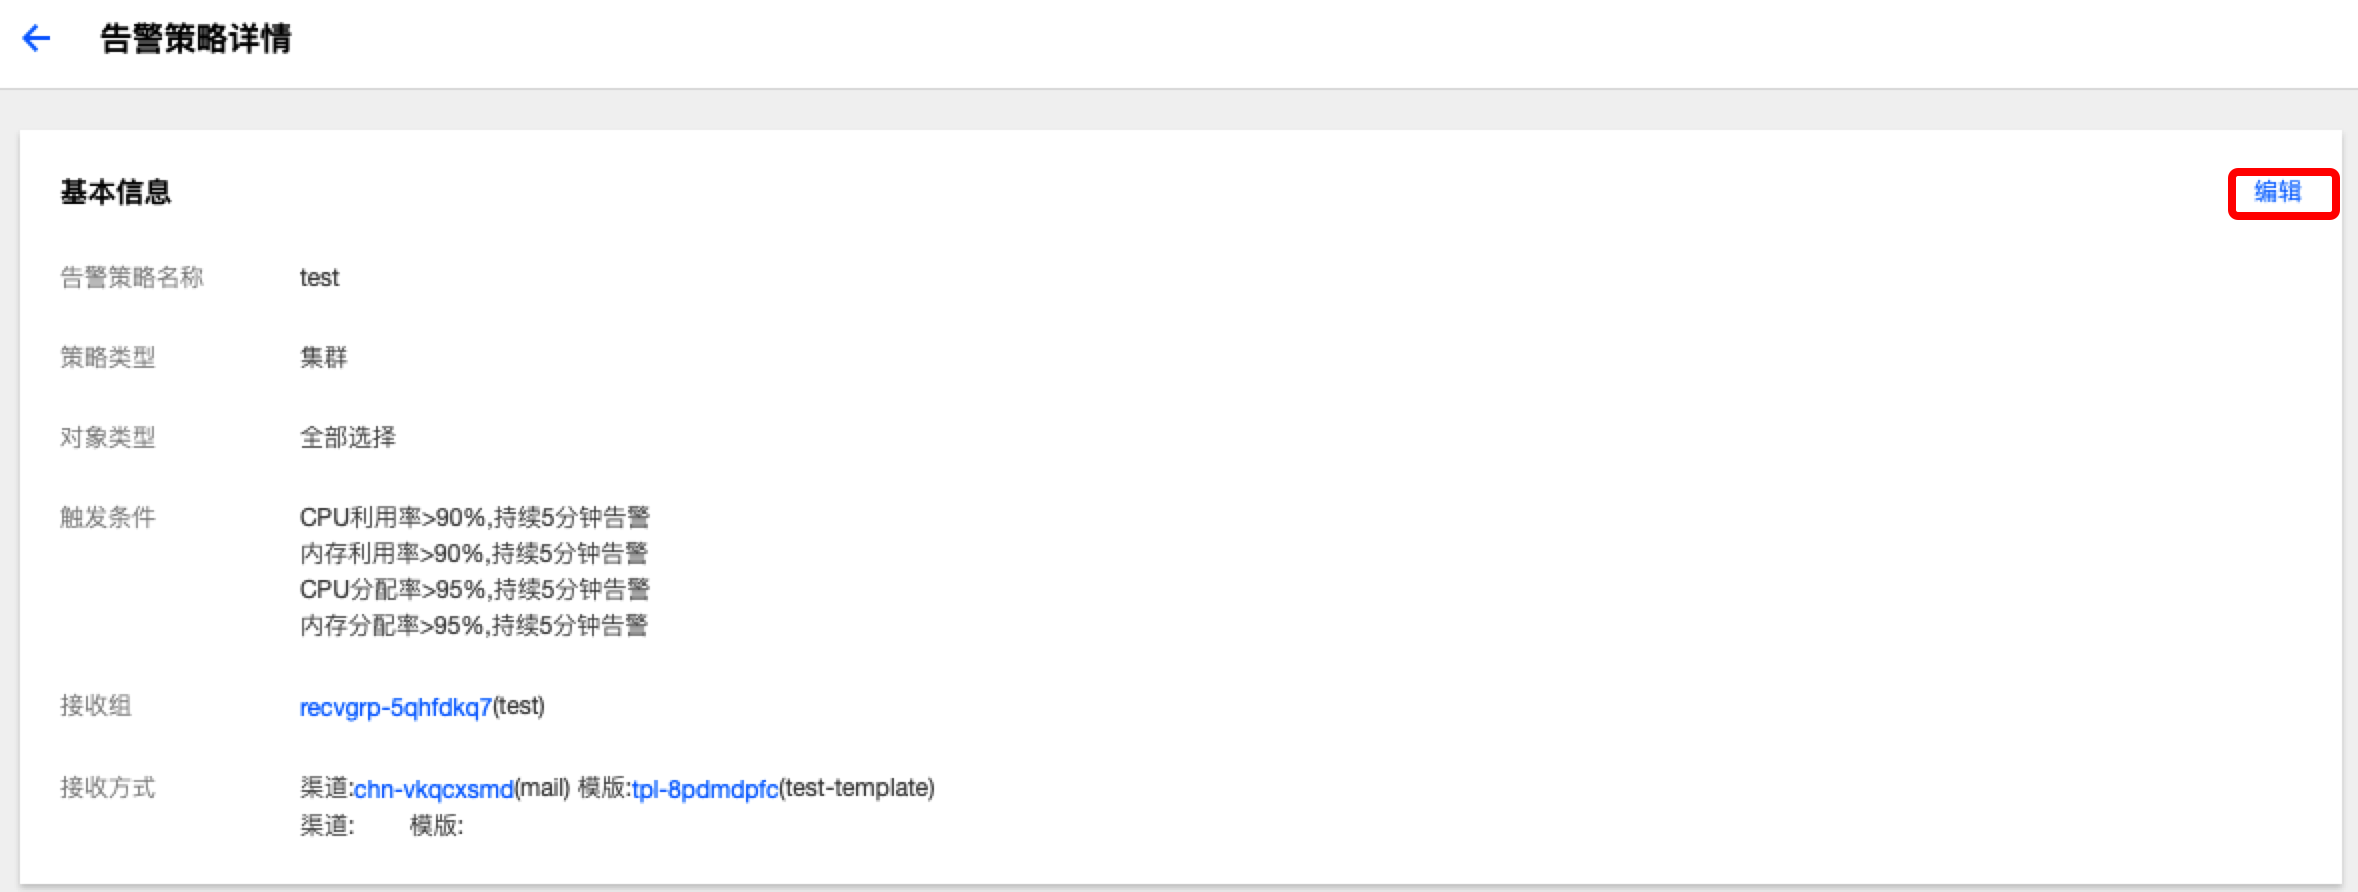 告警策略详情
基本信息
编辑
告警策略名称 test
策略类型 集群
对象类型 全部选择
触发条件 CPU利用率>90%,持续5分钟告警
内存利用率>90%,持续5分钟告警
CPU分配率>95%,持续5分钟告警
内存分配率>95%,持续5分钟告警
接收组 recvgrp-5qhfdkq7(test)
接收方式 渠道:chn-vkqcxsmd(mail) 模版:tpl-8pdmdpfc(test-template)
渠道: 模版: